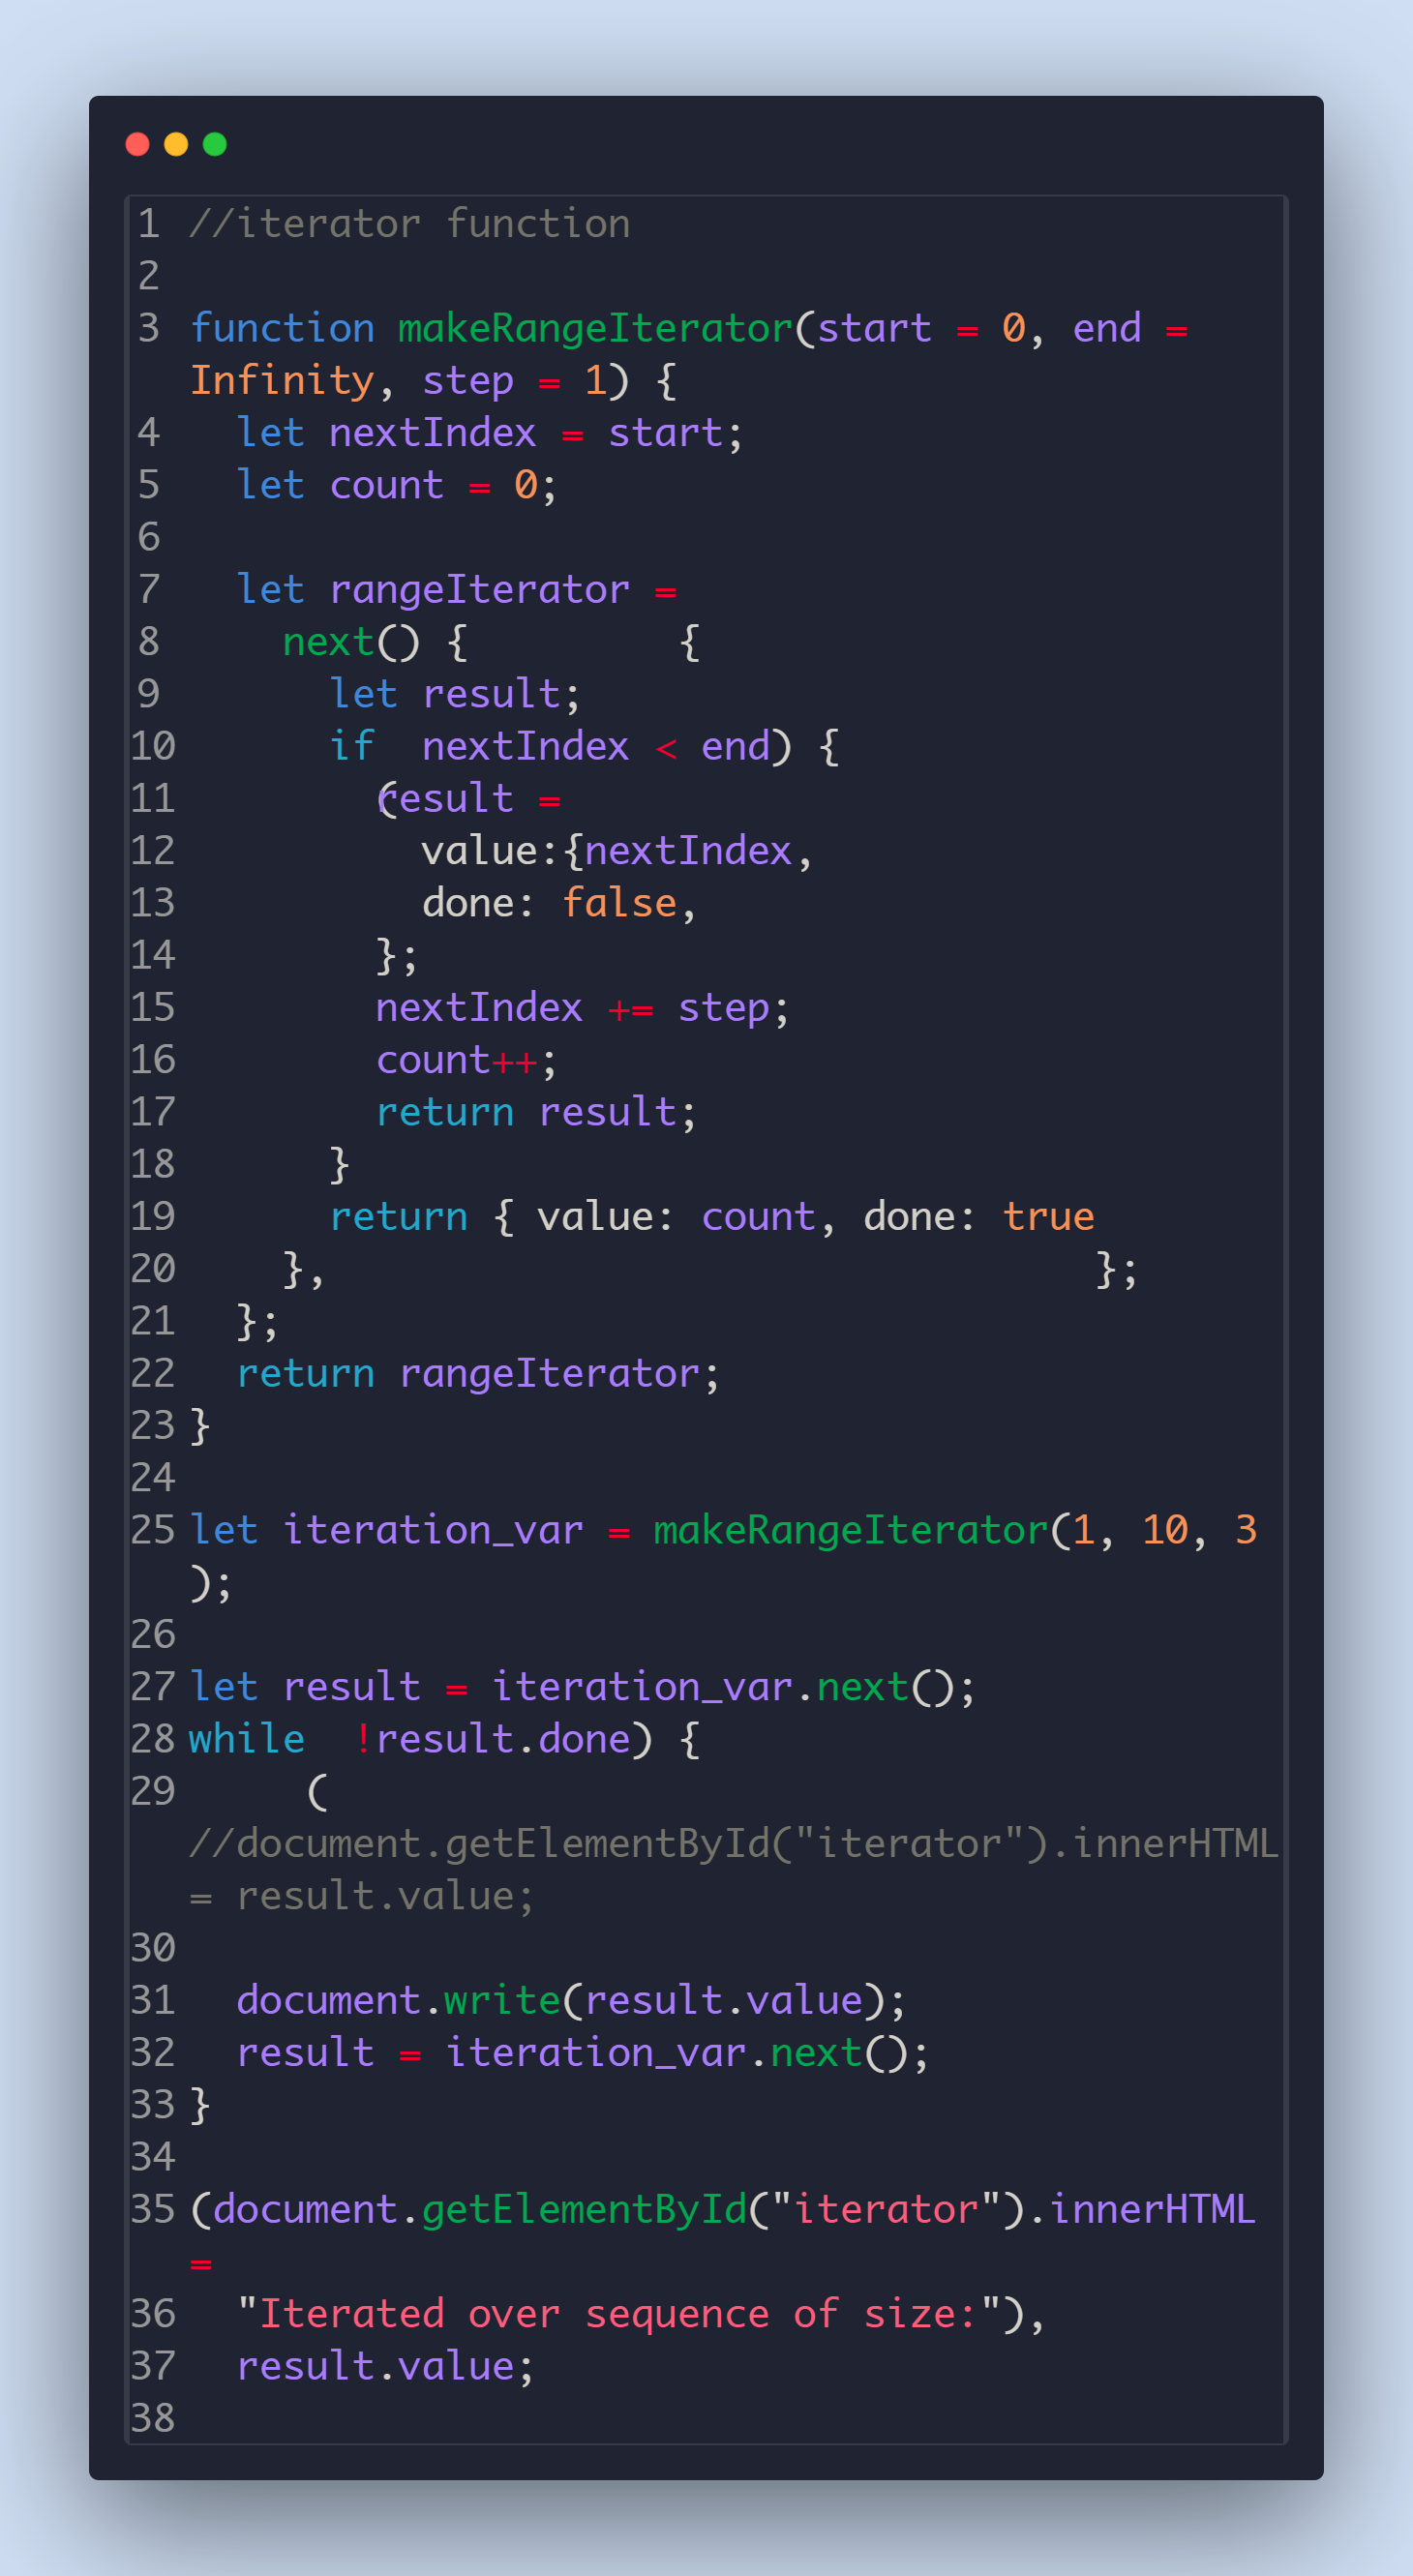 1 //iterator function
2
3 function makeRangeIterator(start = 0, end =
Infinity, step = 1) {
4   let nextIndex = start;
5   let count = 0;
6
7   let rangeIterator =
8     next() {         {
9       let result;
10       if  nextIndex < end) {
11         (result =
12           value:{nextIndex,
13           done: false,
14         };
15         nextIndex += step;
16         count++;
17         return result;
18       }
19       return { value: count, done: true
20     },                                 };
21   };
22   return rangeIterator;
23 }
24
25 let iteration_var = makeRangeIterator(1, 10, 3
);
26
27 let result = iteration_var.next();
28 while  !result.done) {
29      (
//document.getElementById("iterator").innerHTML
= result.value;
30
31   document.write(result.value);
32   result = iteration_var.next();
33 }
34
35 (document.getElementById("iterator").innerHTML
=
36   "Iterated over sequence of size:"),
37   result.value;
38